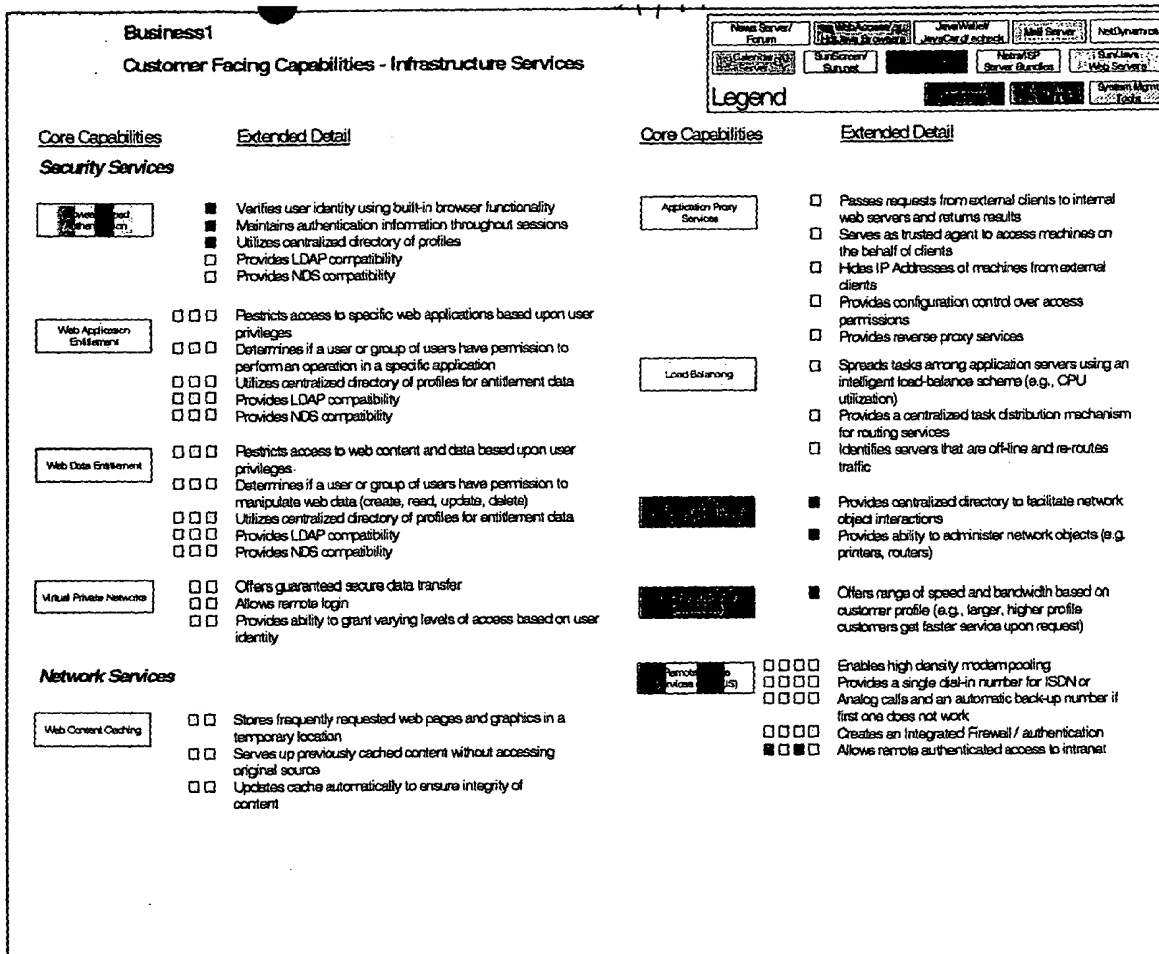 Business1
Customer Facing Capabilities - Infrastructure Services
News Server/
Forum
JavaWallet/
JavaCard/echeck
Mail Server
NetDynamics
Calendar
Server
SunScreen/
Sun.net
Netra/ISP
Server Bundles
Sun/Java
Web Servers
Legend
System Mgmt
Tools
Core Capabilities
Extended Detail
Security Services
Verifies user identity using built-in browser functionality
Maintains authentication information throughout sessions
Utilizes centralized directory of profiles
Provides LDAP compatibility
Provides NDS compatibility
Web Application
Entitlement
Restricts access to specific web applications based upon user
privileges
Determines if a user or group of users have permission to
perform an operation in a specific application
Utilizes centralized directory of profiles for entitlement data
Provides LDAP compatibility
Provides NDS compatibility
Web Data Entitlement
Restricts access to web content and data based upon user
privileges
Determines if a user or group of users have permission to
manipulate web data (create, read, update, delete)
Utilizes centralized directory of profiles for entitlement data
Provides LDAP compatibility
Provides NDS compatibility
Virtual Private Networks
Offers guaranteed secure data transfer
Allows remote login
Provides ability to grant varying levels of access based on user
identity
Network Services
Web Content Caching
Stores frequently requested web pages and graphics in a
temporary location
Serves up previously cached content without accessing
original source
Updates cache automatically to ensure integrity of
content
Core Capabilities
Extended Detail
Application Proxy
Services
Passes requests from external clients to internal
web servers and returns results
Serves as trusted agent to access machines on
the behalf of clients
Hides IP Addresses of machines from external
clients
Provides configuration control over access
permissions
Provides reverse proxy services
Load Balancing
Spreads tasks among application servers using an
intelligent load-balance scheme (e.g., CPU
utilization)
Provides a centralized task distribution mechanism
for routing services
Identifies servers that are off-line and re-routes
traffic
Provides centralized directory to facilitate network
object interactions
Provides ability to administer network objects (e.g.
printers, routers)
Offers range of speed and bandwidth based on
customer profile (e.g., larger, higher profile
customers get faster service upon request)
Remote
Enables high density modem pooling
Provides a single dial-in number for ISDN or
Analog calls and an automatic back-up number if
first one does not work
Creates an Integrated Firewall / authentication
Allows remote authenticated access to intranet